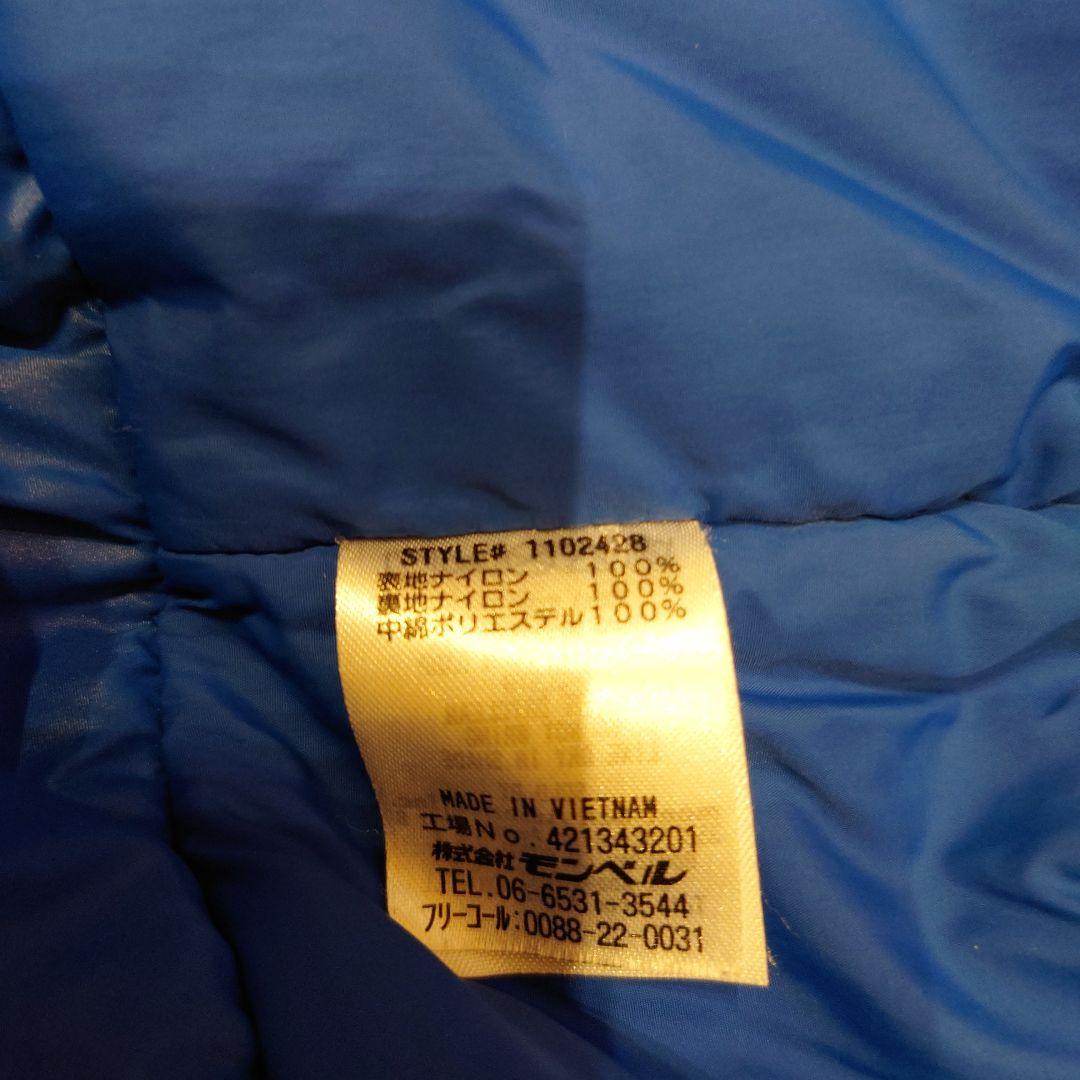 STYLE# 1102428
表地ナイロン 100%
裏地ナイロン 100%
中綿ポリエステル100%
MADE IN VIETNAM
工場No.421343201
株式会社モンベル
TEL.06-6531-3544
フリーコール:0088-22-0031